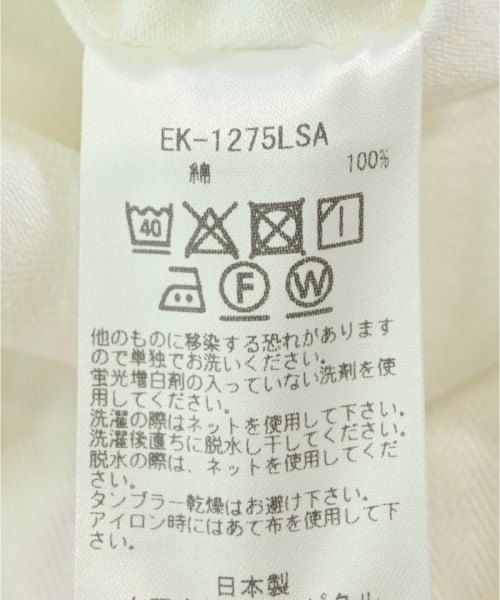 EK-1275LSA
綿 100%
40
F W
他のものに移染する恐れがあります
ので単独でお洗いください。
蛍光増白剤の入っていない洗剤を使
用してください。
洗濯の際はネットを使用して下さい。
洗濯後直ちに脱水し干してください。
脱水の際は、ネットを使用してくだ
さい。
タンブラー乾燥はお避け下さい。
アイロン時にはあて布を使用して下
さい。
日本製